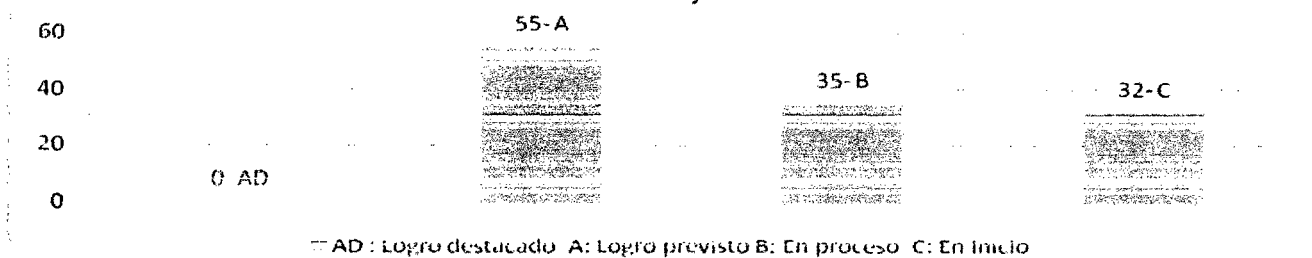 60
55-A
40
35-B
32-C
20
0 AD
0
AD : Logro destacado A: Logro previsto B: En proceso C: En Inicio